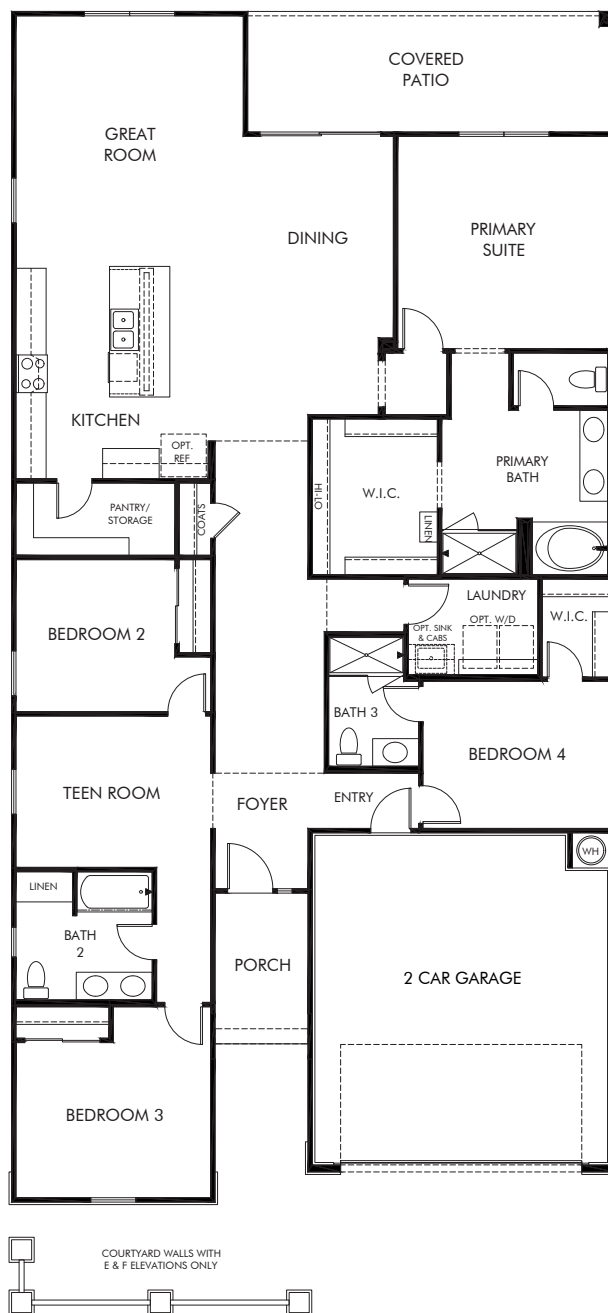 COVERED
PATIO
GREAT
ROOM
DINING
PRIMARY
SUITE
KITCHEN
OPT.
REF
PANTRY/
STORAGE
COATS
HI-LO
W.I.C.
LINEN
PRIMARY
BATH
LAUNDRY
OPT. W/D
OPT. SINK
& CABS
W.I.C.
BEDROOM 2
BATH 3
BEDROOM 4
TEEN ROOM
FOYER
ENTRY
WH
LINEN
BATH
2
PORCH
2 CAR GARAGE
BEDROOM 3
COURTYARD WALLS WITH
E & F ELEVATIONS ONLY